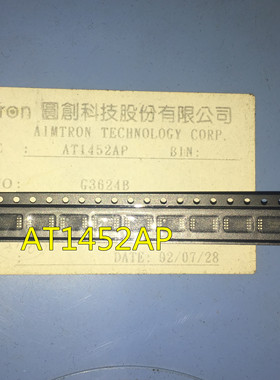 tron 圓創科技股份有限公司
AIMTRON TECHNOLOGY CORP.
E : AT1452AP BIN:
NO: G3624B
AT1452AP
: DATE: 02/07/28